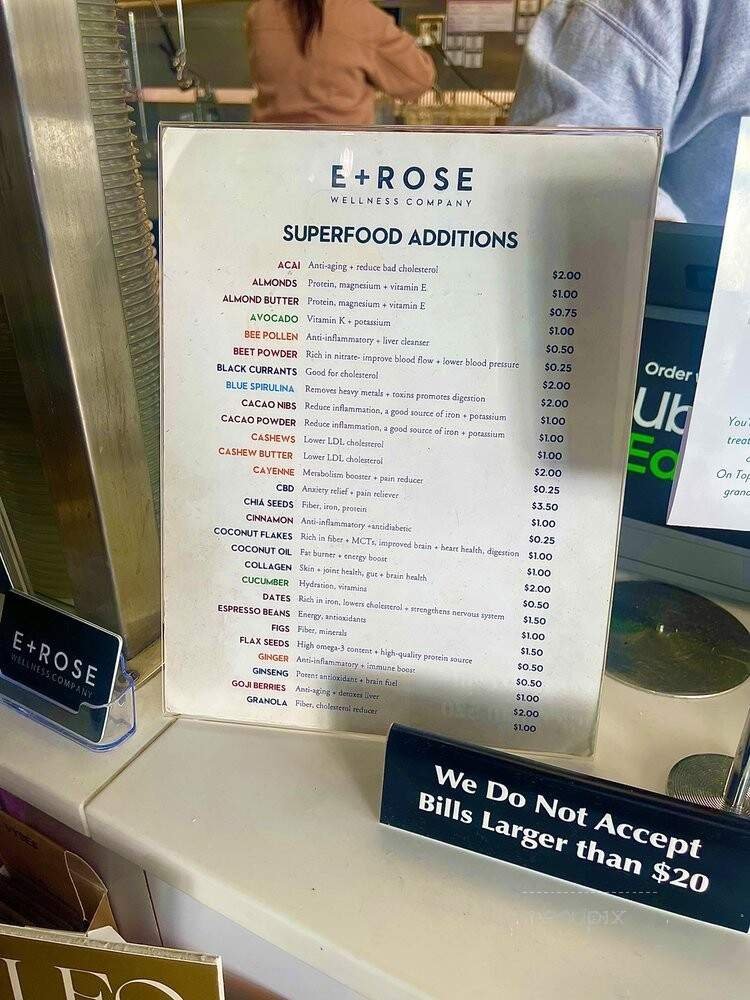 E+ROSE
WELLNESS COMPANY
SUPERFOOD ADDITIONS
ACAI Anti-aging + reduce bad cholesterol $2.00
ALMONDS Protein, magnesium + vitamin E $1.00
ALMOND BUTTER Protein, magnesium + vitamin E $0.75
AVOCADO Vitamin K + potassium $1.00
BEE POLLEN Anti-inflammatory + liver cleanser $0.50
BEET POWDER Rich in nitrate- improve blood flow + lower blood pressure $0.25
BLACK CURRANTS Good for cholesterol $2.00
BLUE SPIRULINA Removes heavy metals + toxins promotes digestion $2.00
CACAO NIBS Reduce inflammation, a good source of iron + potassium $1.00
CACAO POWDER Reduce inflammation, a good source of iron + potassium $1.00
CASHEWS Lower LDL cholesterol $1.00
CASHEW BUTTER Lower LDL cholesterol $2.00
CAYENNE Metabolism booster + pain reducer $0.25
CBD Anxiety relief + pain reliever $3.50
CHIA SEEDS Fiber, iron, protein $1.00
CINNAMON Anti-inflammatory +antidiabetic $0.25
COCONUT FLAKES Rich in fiber + MCTs, improved brain + heart health, digestion $1.00
COCONUT OIL Fat burner + energy boost $1.00
COLLAGEN Skin + joint health, gut + brain health $2.00
CUCUMBER Hydration, vitamins $0.50
DATES Rich in iron, lowers cholesterol + strengthens nervous system $1.50
ESPRESSO BEANS Energy, antioxidants $1.00
FIGS Fiber, minerals $1.50
FLAX SEEDS High omega-3 content + high-quality protein source $0.50
GINGER Anti-inflammatory + immune boost $0.50
GINSENG Potent antioxidant + brain fuel $1.00
GOJI BERRIES Anti-aging + detoxes liver $2.00
GRANOLA Fiber, cholesterol reducer $1.00
E+ROSE
WELLNESS COMPANY
We Do Not Accept
Bills Larger than $20
Order
On Top